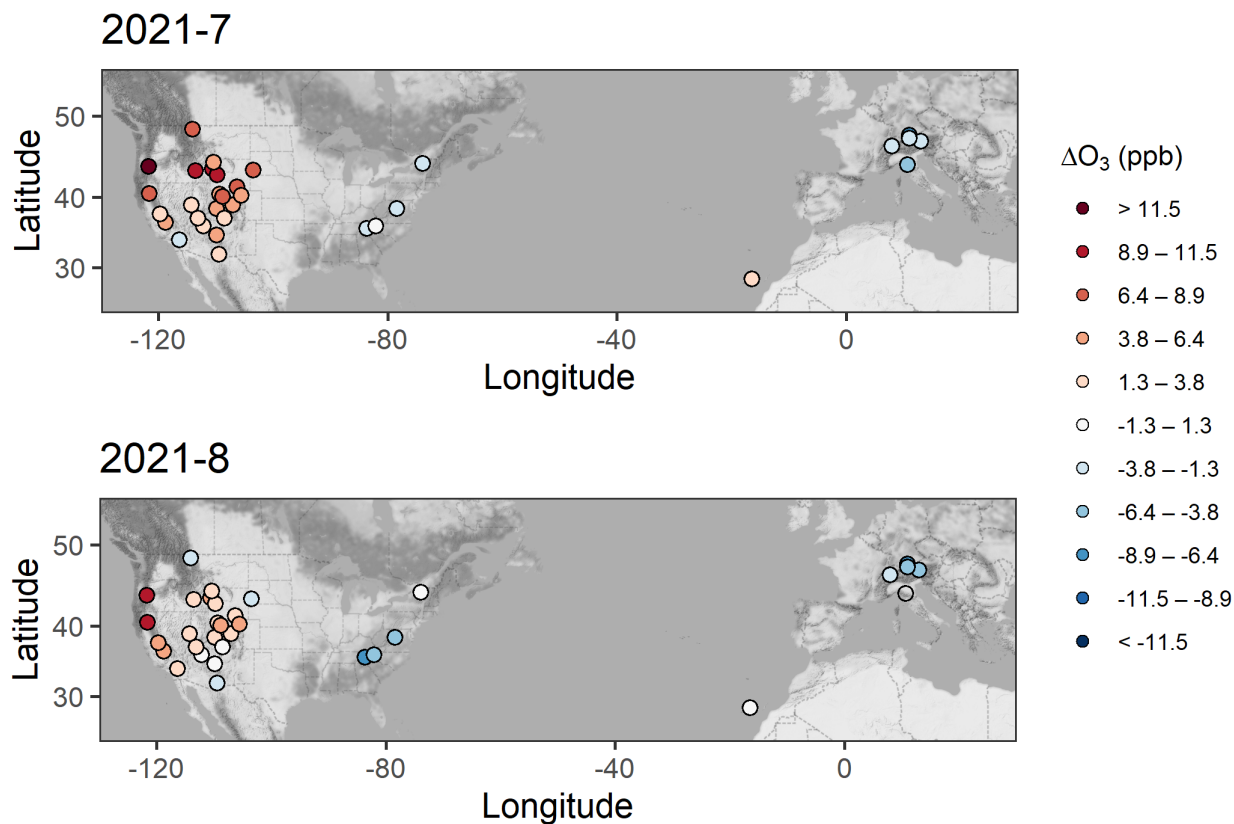 2021-7
50
40
30
Latitude
-120
-80
-40
0
Longitude
2021-8
50
40
30
Latitude
-120
-80
-40
0
Longitude
ΔO₃ (ppb)
> 11.5
8.9 – 11.5
6.4 – 8.9
3.8 – 6.4
1.3 – 3.8
-1.3 – 1.3
-3.8 – -1.3
-6.4 – -3.8
-8.9 – -6.4
-11.5 – -8.9
< -11.5